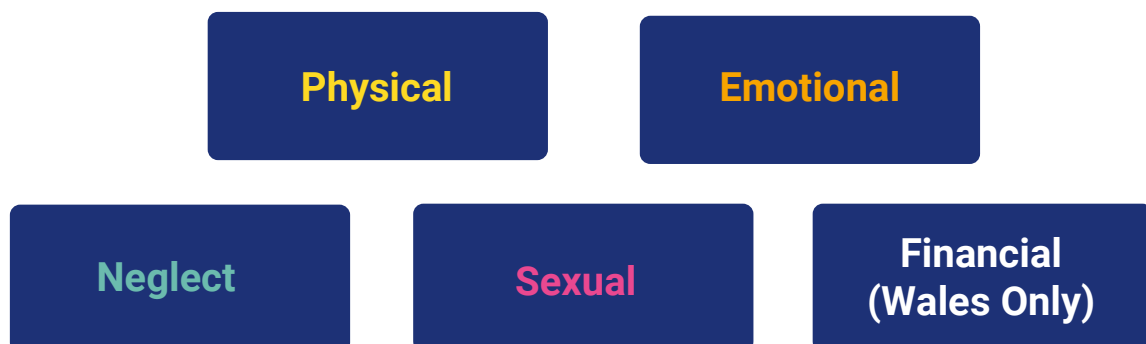 Physical
Emotional
Neglect
Sexual
Financial
(Wales Only)